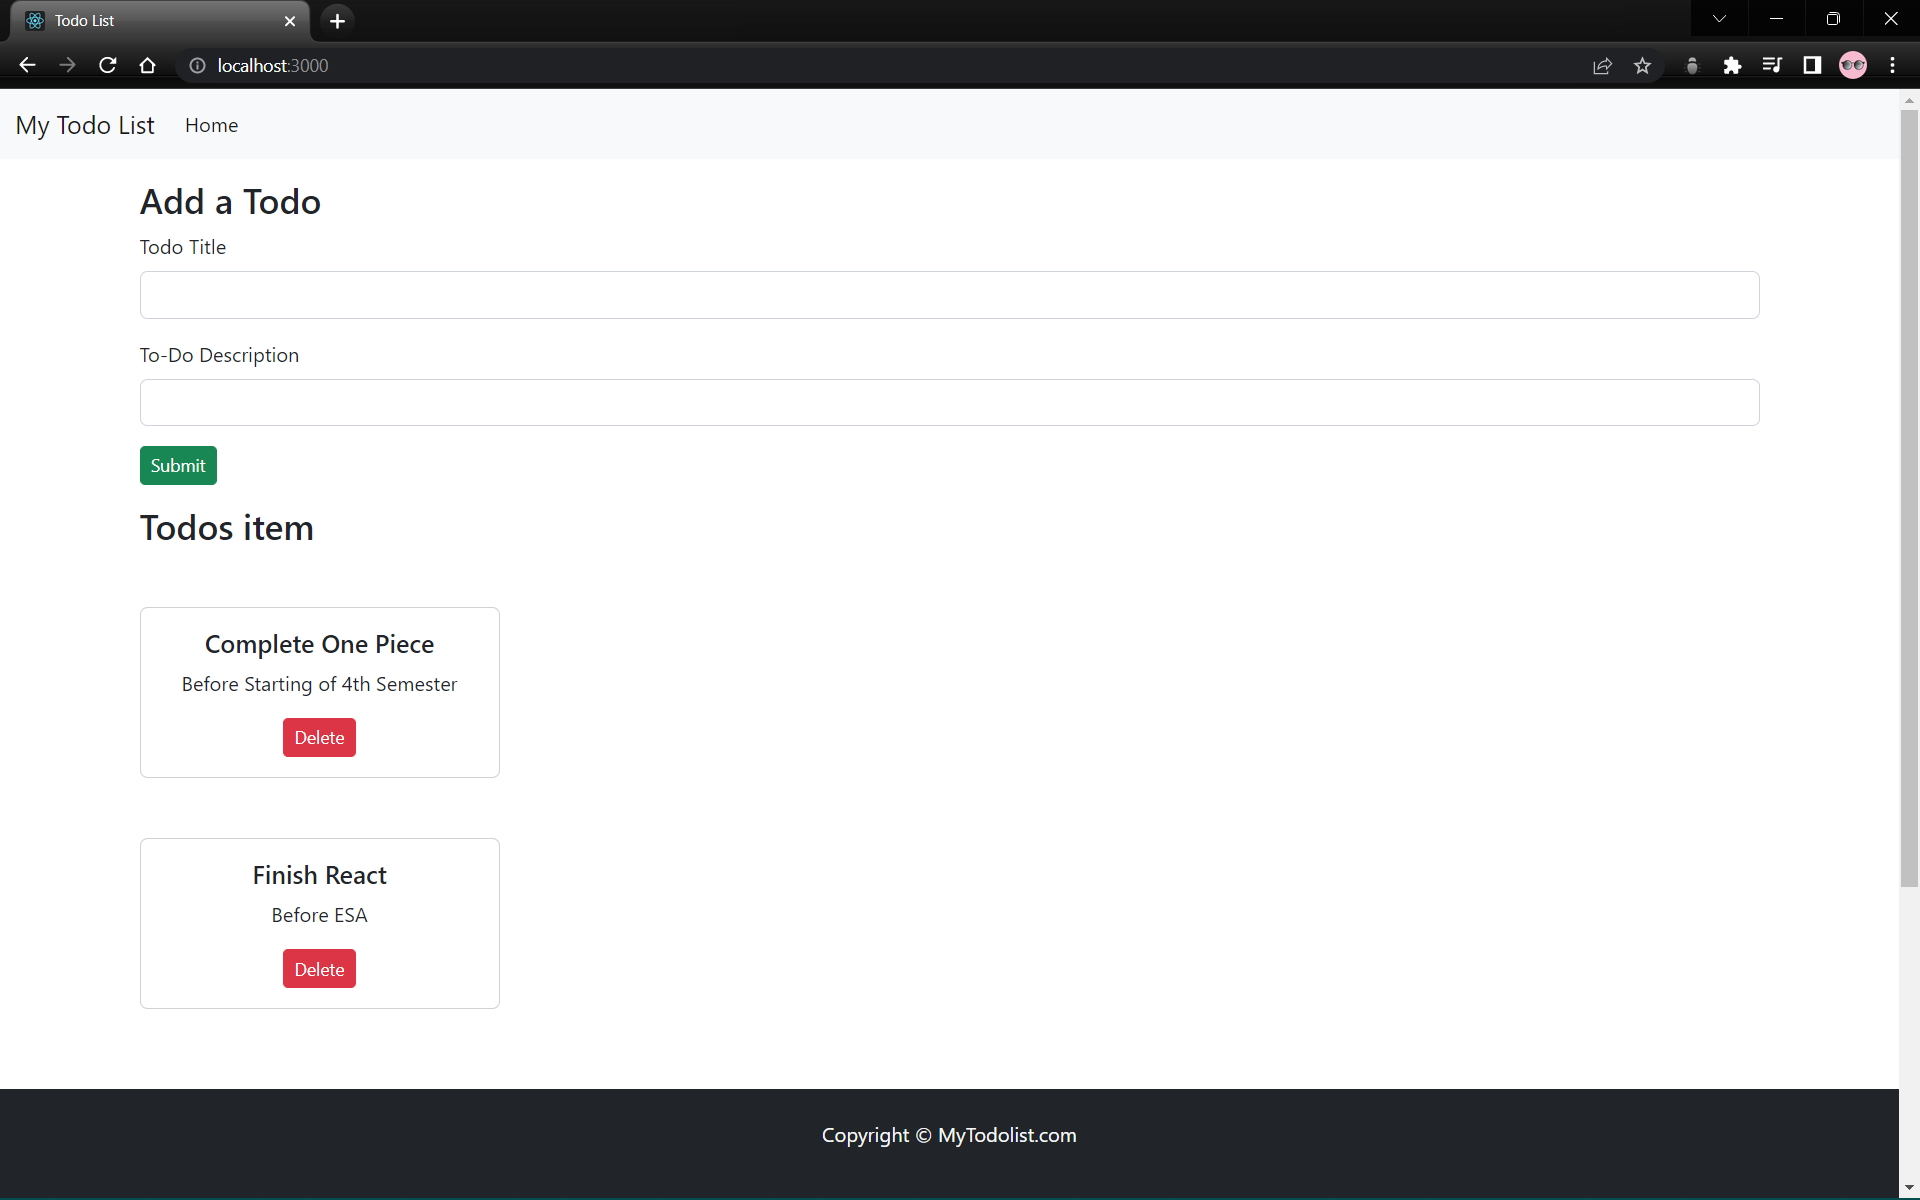 Todo List
localhost:3000
My Todo List Home
Add a Todo
Todo Title
To-Do Description
Submit
Todos item
Complete One Piece
Before Starting of 4th Semester
Delete
Finish React
Before ESA
Delete
Copyright © MyTodolist.com